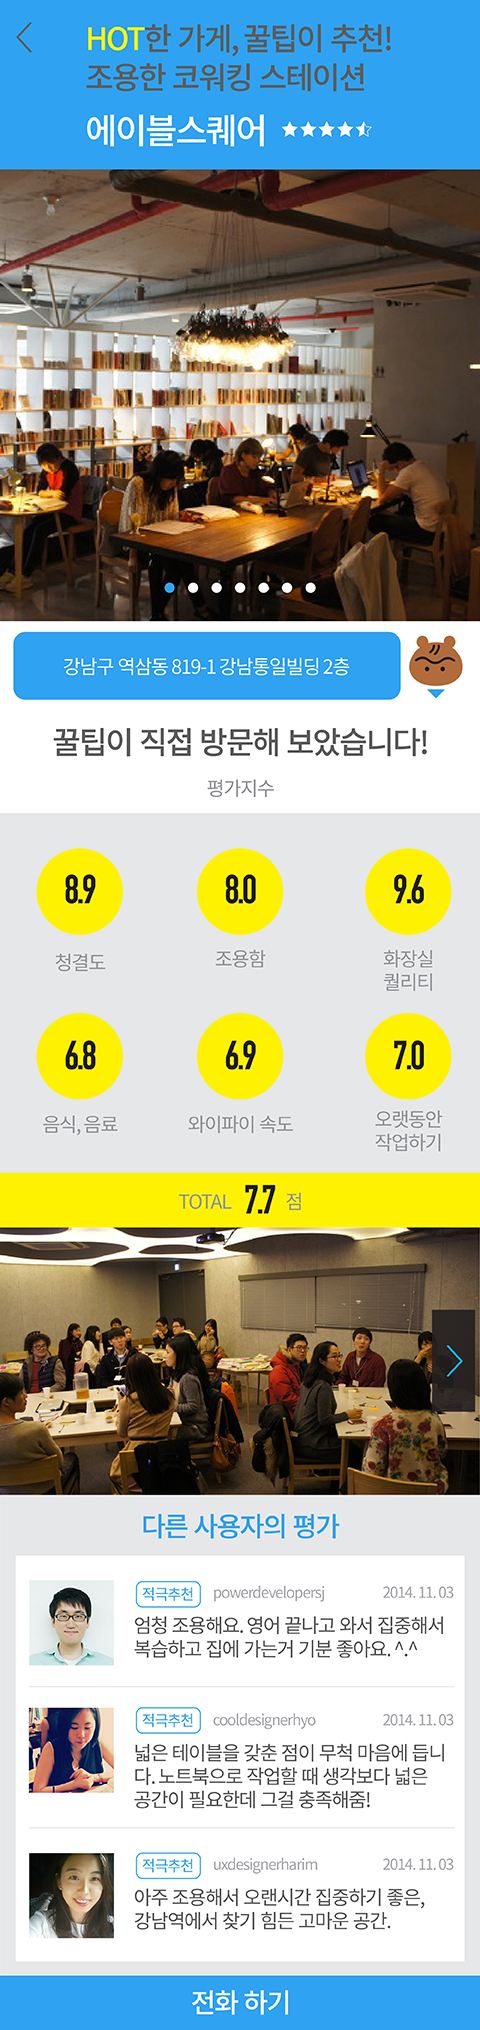 HOT한 가게, 꿀팁이 추천!
조용한 코워킹 스테이션
에이블스퀘어
강남구 역삼동 819-1 강남통일빌딩 2층
꿀팁이 직접 방문해 보았습니다!
평가지수
8.9
8.0
9.6
청결도
조용함
화장실
퀄리티
6.8
6.9
7.0
음식, 음료
와이파이 속도
오랫동안
작업하기
TOTAL 7.7 점
다른 사용자의 평가
적극추천 powerdevelopersj 2014. 11. 03
엄청 조용해요. 영어 끝나고 와서 집중해서
복습하고 집에 가는거 기분 좋아요. ^.^
적극추천 cooldesignerhyo 2014. 11. 03
넓은 테이블을 갖춘 점이 무척 마음에 듭니
다. 노트북으로 작업할 때 생각보다 넓은
공간이 필요한데 그걸 충족해줌!
적극추천 uxdesignerharim 2014. 11. 03
아주 조용해서 오랜시간 집중하기 좋은,
강남역에서 찾기 힘든 고마운 공간.
전화 하기